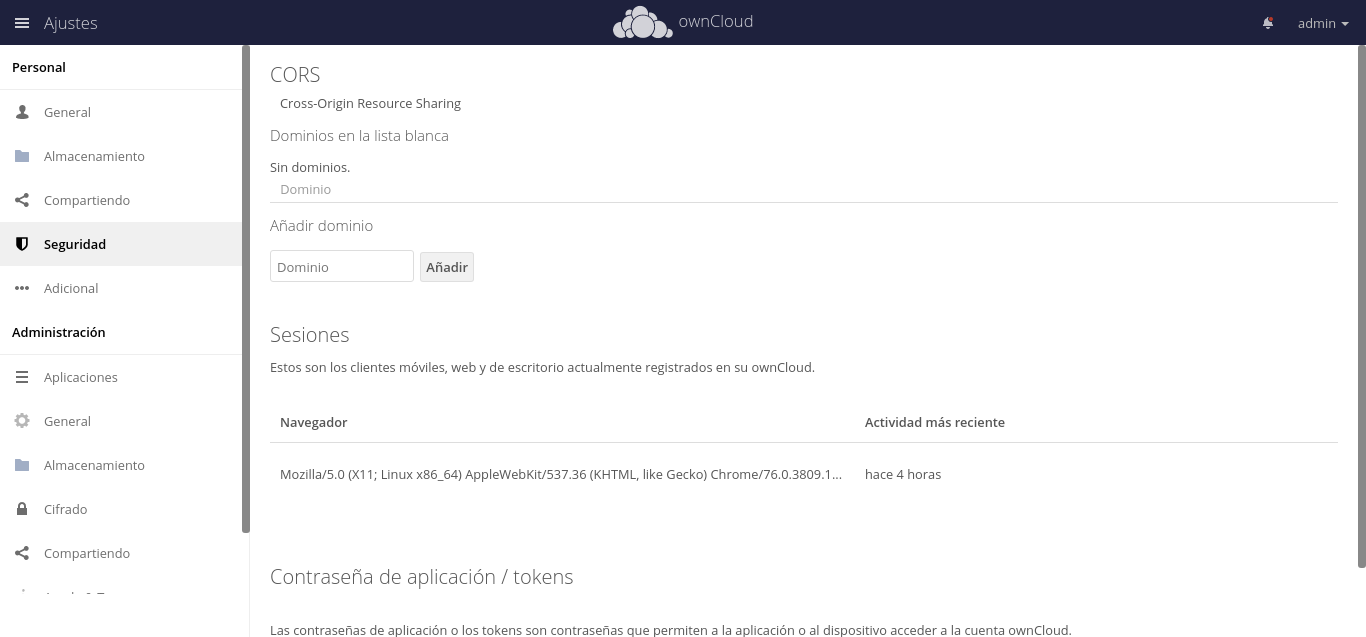 Ajustes
ownCloud
admin
Personal
General
Almacenamiento
Compartiendo
Seguridad
Adicional
Administración
Aplicaciones
General
Almacenamiento
Cifrado
Compartiendo
CORS
Cross-Origin Resource Sharing
Dominios en la lista blanca
Sin dominios.
Dominio
Añadir dominio
Dominio
Añadir
Sesiones
Estos son los clientes móviles, web y de escritorio actualmente registrados en su ownCloud.
Navegador Actividad más reciente
Mozilla/5.0 (X11; Linux x86_64) AppleWebKit/537.36 (KHTML, like Gecko) Chrome/76.0.3809.1... hace 4 horas
Contraseña de aplicación / tokens
Las contraseñas de aplicación o los tokens son contraseñas que permiten a la aplicación o al dispositivo acceder a la cuenta ownCloud.